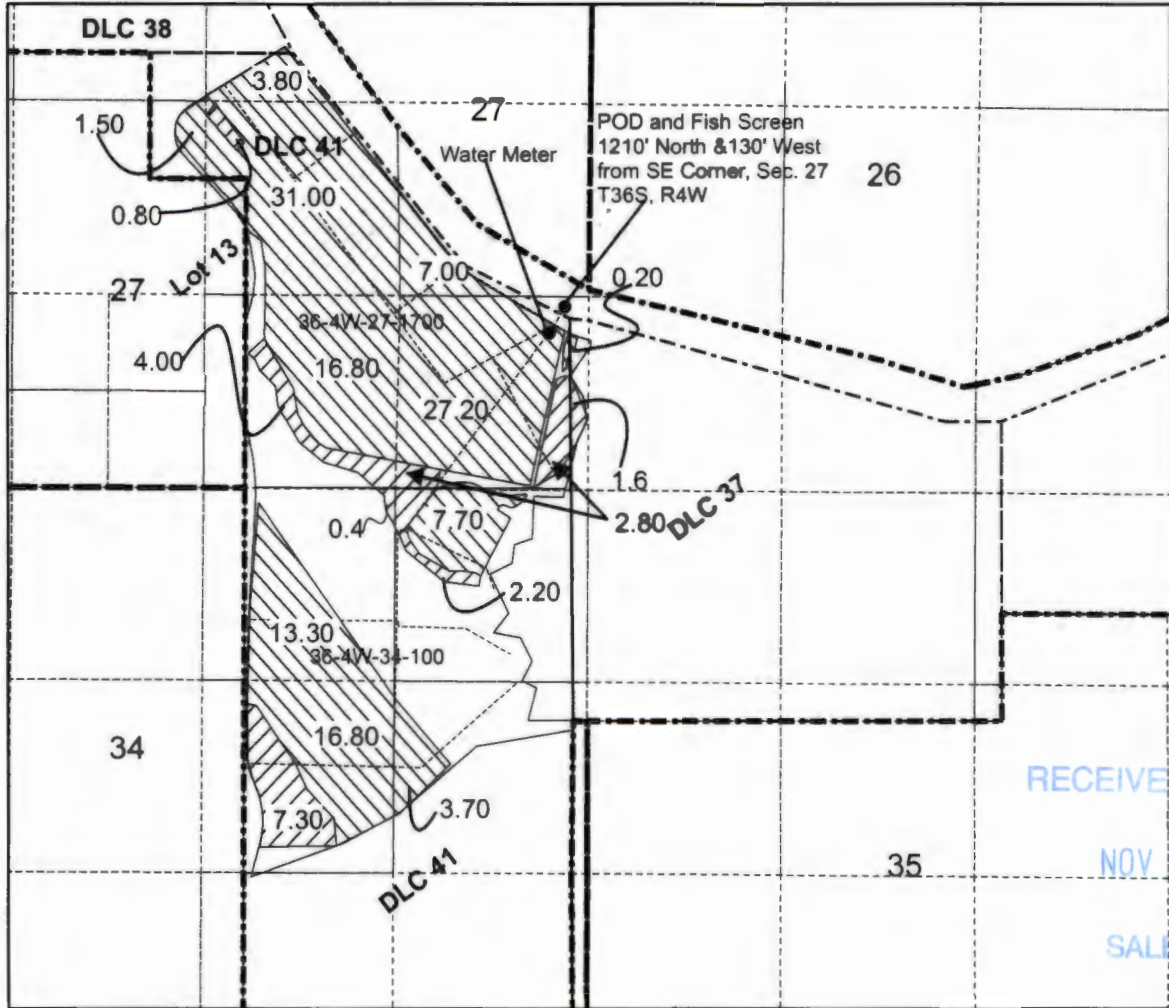 DLC 38
3.80
27
1.50
Water Meter
POD and Fish Screen
1210' North &130' West
from SE Corner, Sec. 27
T36S, R4W
26
DLC 41
31.00
0.80
Lot 13
27
7.00
0.20
36-4W-27-1700
4.00
16.80
27.20
1.6
2.80
DLC 37
0.4
7.70
2.20
13.30
36-4W-34-100
34
16.80
RECEIVE
7.30
3.70
35
NOV
DLC 41
SALE